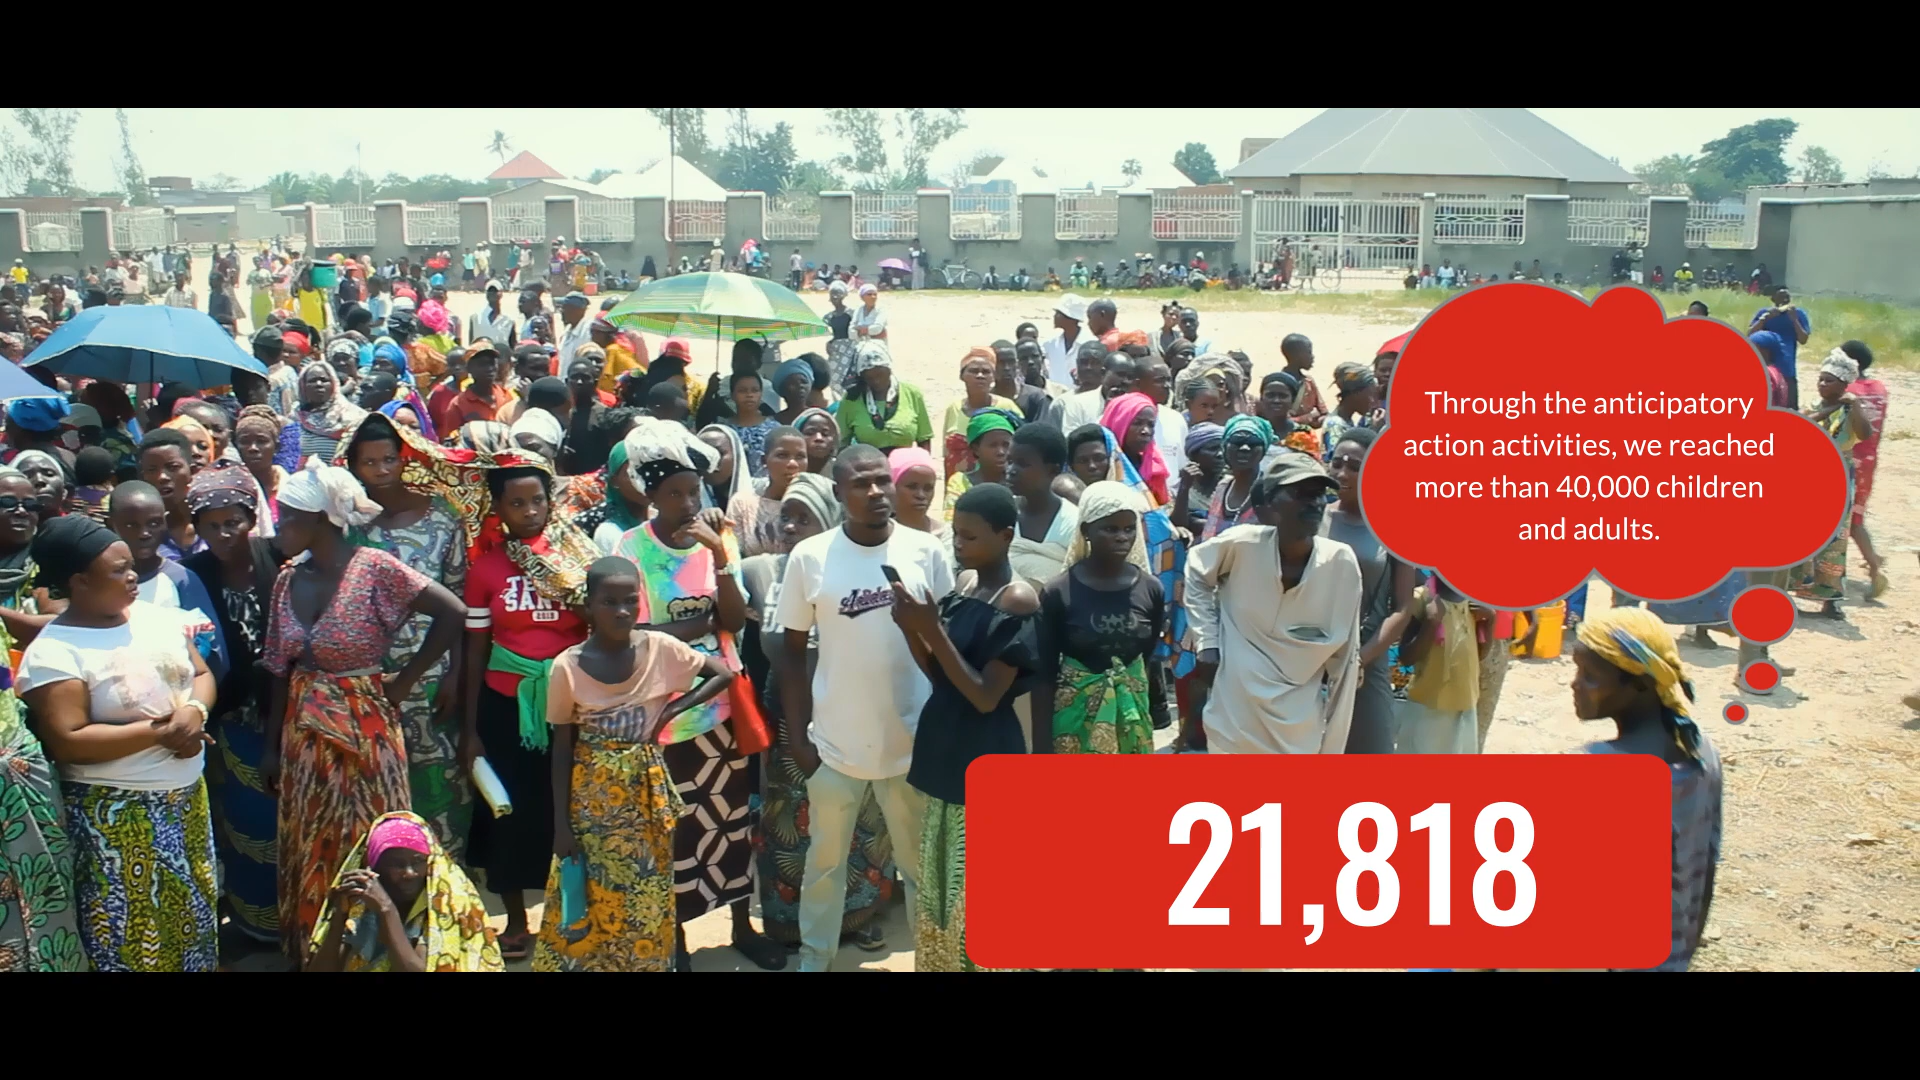 Through the anticipatory
action activities, we reached
more than 40,000 children
and adults.
21,818